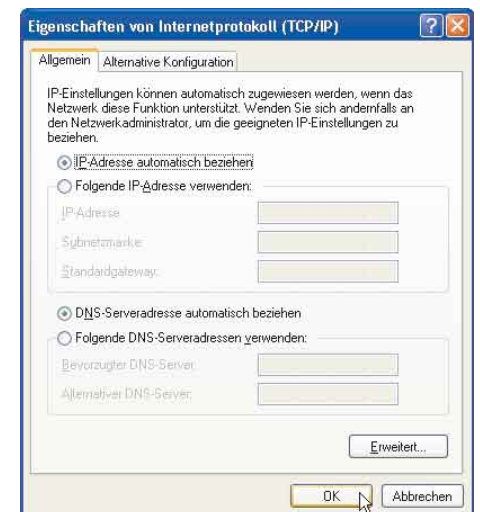 Eigenschaften von Internetprotokoll (TCP/IP)
Allgemein Alternative Konfiguration
IP-Einstellungen können automatisch zugewiesen werden, wenn das
Netzwerk diese Funktion unterstützt. Wenden Sie sich andernfalls an
den Netzwerkadministrator, um die geeigneten IP-Einstellungen zu
beziehen.
IP-Adresse automatisch beziehen
Folgende IP-Adresse verwenden:
IP-Adresse:
Subnetzmaske:
Standardgateway:
DNS-Serveradresse automatisch beziehen
Folgende DNS-Serveradressen verwenden:
Bevorzugter DNS-Server:
Alternativer DNS-Server:
Erweitert...
OK Abbrechen